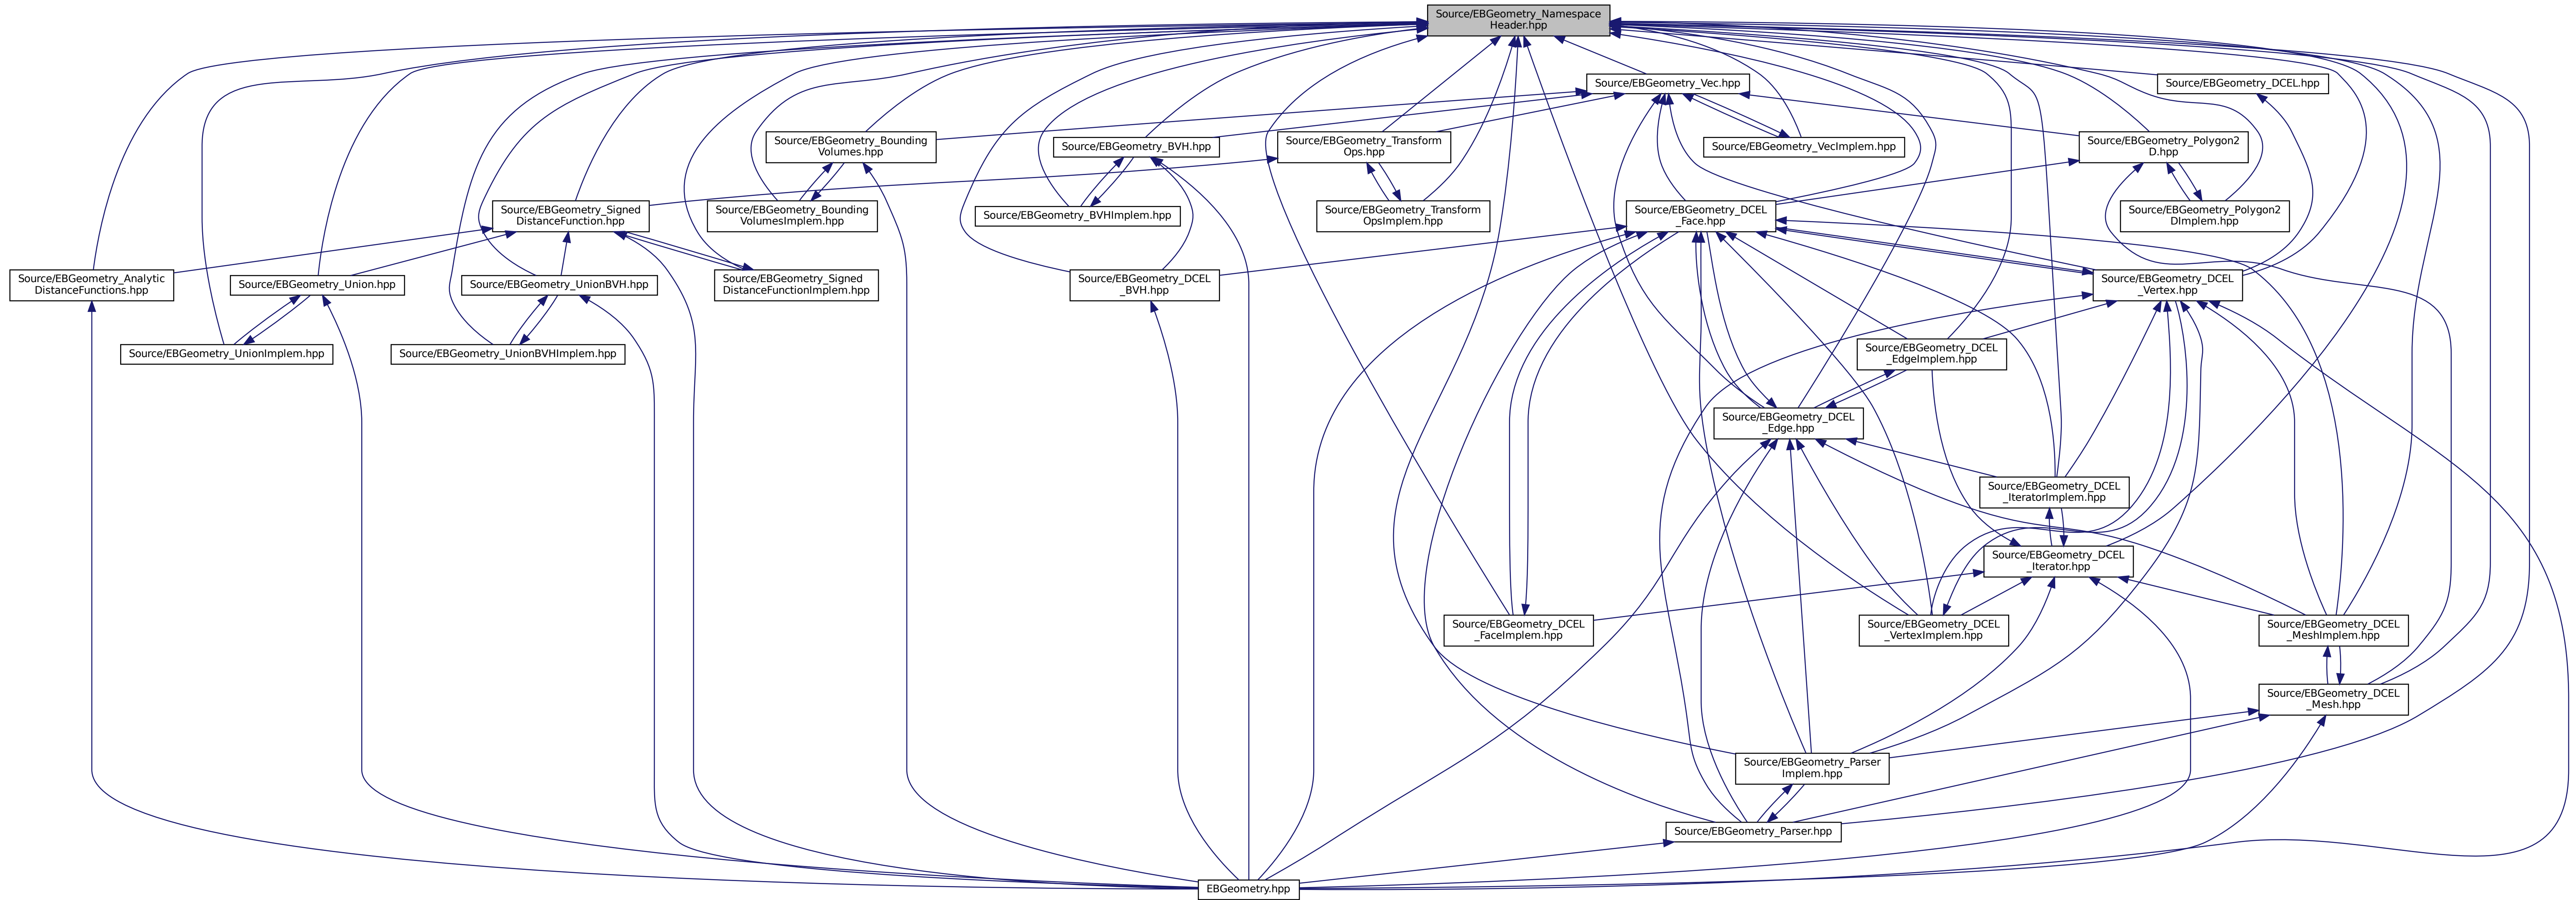 Source/EBGeometry_Namespace
Header.hpp
Source/EBGeometry_Vec.hpp
Source/EBGeometry_DCEL.hpp
Source/EBGeometry_Bounding
Volumes.hpp
Source/EBGeometry_BVH.hpp
Source/EBGeometry_Transform
Ops.hpp
Source/EBGeometry_VecImplem.hpp
Source/EBGeometry_Polygon2
D.hpp
Source/EBGeometry_Signed
DistanceFunction.hpp
Source/EBGeometry_Bounding
VolumesImplem.hpp
Source/EBGeometry_BVHImplem.hpp
Source/EBGeometry_Transform
OpsImplem.hpp
Source/EBGeometry_DCEL
_Face.hpp
Source/EBGeometry_Polygon2
DImplem.hpp
Source/EBGeometry_Analytic
DistanceFunctions.hpp
Source/EBGeometry_Union.hpp
Source/EBGeometry_UnionBVH.hpp
Source/EBGeometry_Signed
DistanceFunctionImplem.hpp
Source/EBGeometry_DCEL
_BVH.hpp
Source/EBGeometry_DCEL
_Vertex.hpp
Source/EBGeometry_UnionImplem.hpp
Source/EBGeometry_UnionBVHImplem.hpp
Source/EBGeometry_DCEL
_EdgeImplem.hpp
Source/EBGeometry_DCEL
_Edge.hpp
Source/EBGeometry_DCEL
_IteratorImplem.hpp
Source/EBGeometry_DCEL
_Iterator.hpp
Source/EBGeometry_DCEL
_FaceImplem.hpp
Source/EBGeometry_DCEL
_VertexImplem.hpp
Source/EBGeometry_DCEL
_MeshImplem.hpp
Source/EBGeometry_DCEL
_Mesh.hpp
Source/EBGeometry_Parser
Implem.hpp
Source/EBGeometry_Parser.hpp
EBGeometry.hpp